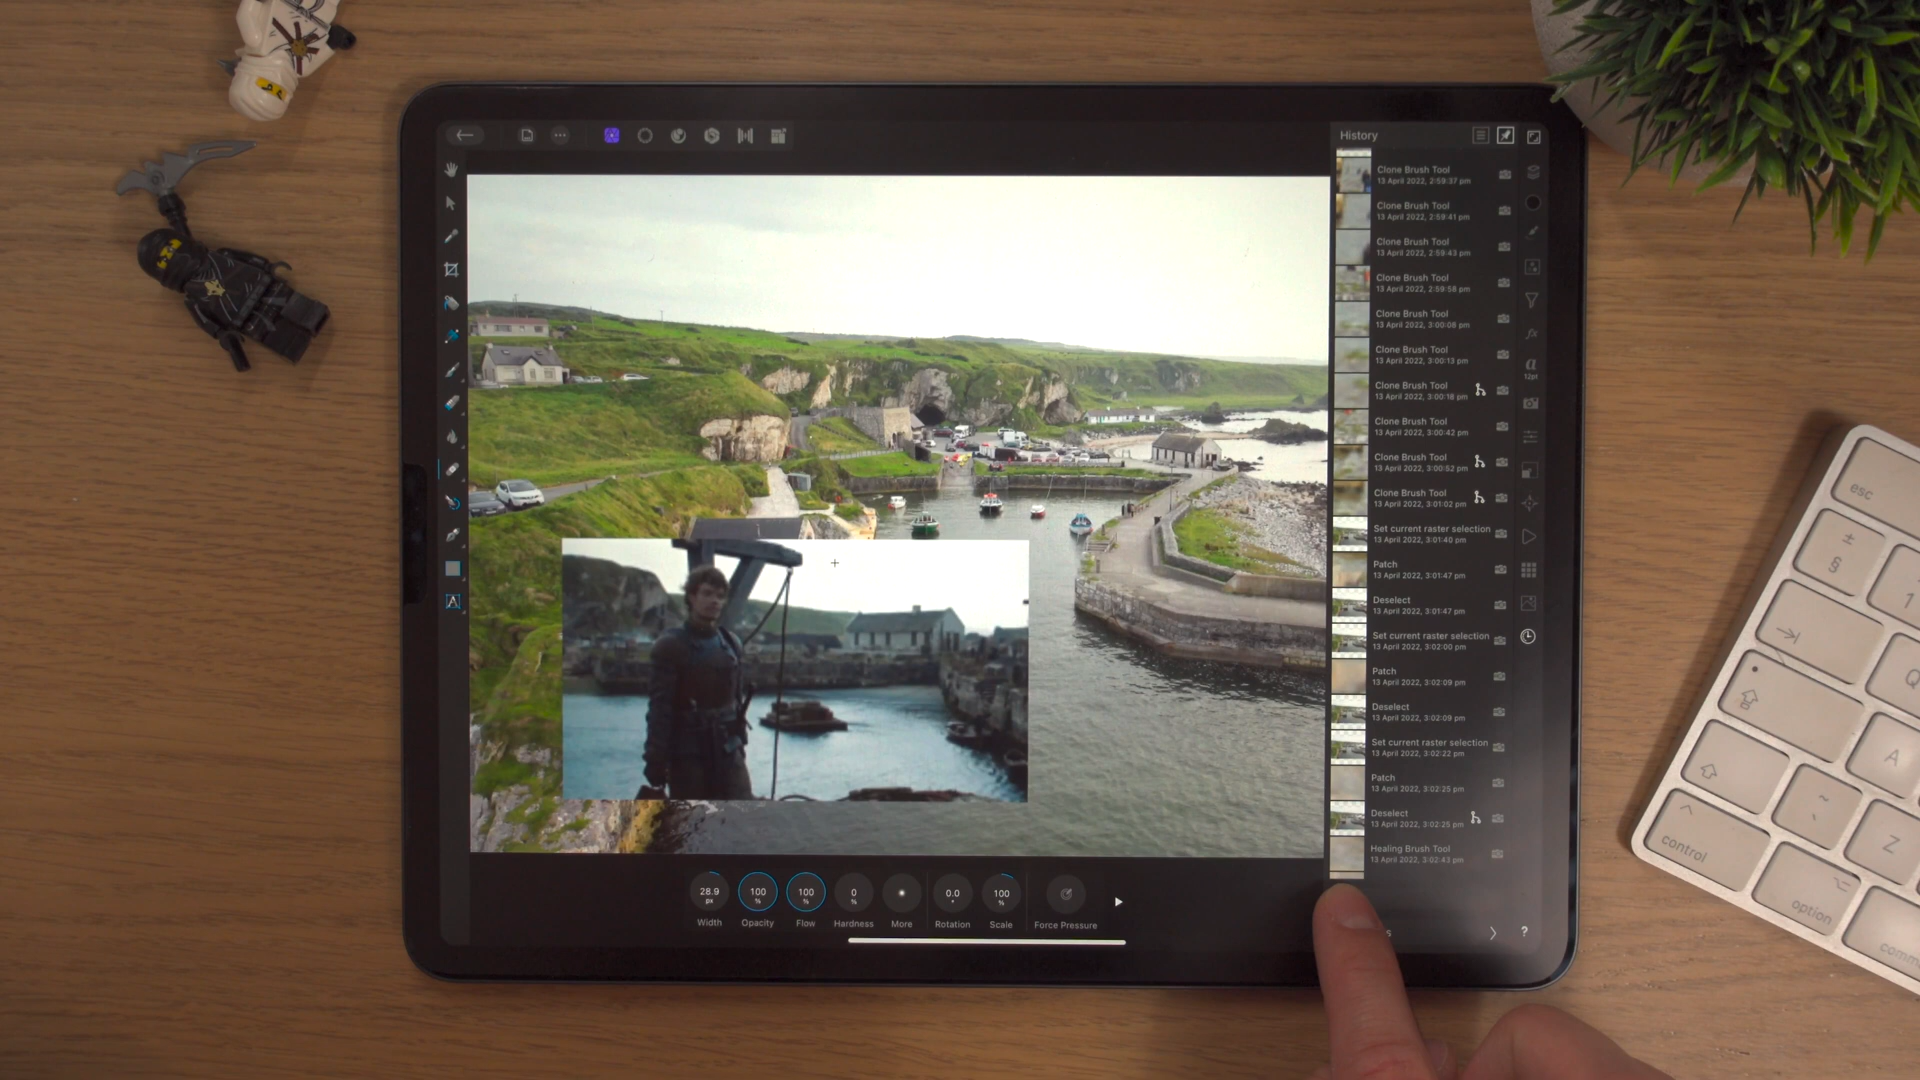 History
Clone Brush Tool
13 April 2022, 2:59:37 pm
Clone Brush Tool
13 April 2022, 2:59:41 pm
Clone Brush Tool
13 April 2022, 2:59:43 pm
Clone Brush Tool
13 April 2022, 2:59:58 pm
Clone Brush Tool
13 April 2022, 3:00:08 pm
Clone Brush Tool
13 April 2022, 3:00:13 pm
Clone Brush Tool
13 April 2022, 3:00:18 pm
Clone Brush Tool
13 April 2022, 3:00:42 pm
Clone Brush Tool
13 April 2022, 3:00:52 pm
Clone Brush Tool
13 April 2022, 3:01:02 pm
Set current raster selection
13 April 2022, 3:01:40 pm
Patch
13 April 2022, 3:01:47 pm
Deselect
13 April 2022, 3:01:47 pm
Set current raster selection
13 April 2022, 3:02:00 pm
Patch
13 April 2022, 3:02:09 pm
Deselect
13 April 2022, 3:02:09 pm
Set current raster selection
13 April 2022, 3:02:22 pm
Patch
13 April 2022, 3:02:25 pm
Deselect
13 April 2022, 3:02:25 pm
Healing Brush Tool
13 April 2022, 3:02:43 pm
fx
a
12pt
A
28.9 px
100 %
100 %
0 %
0.0 °
100 %
Width Opacity Flow Hardness More Rotation Scale Force Pressure
s
?
esc
± §
1
Q
A
~ `
Z
control
option
comm